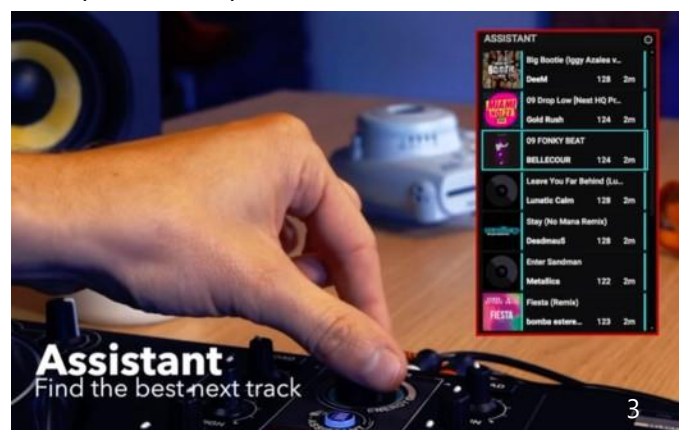 ASSISTANT
Big Bootie (Iggy Azalea v...
DeeM 128 2m
09 Drop Low [Nest HQ Pr...
Gold Rush 124 2m
09 FONKY BEAT
BELLECOUR 124 2m
Leave You Far Behind (Lu...
Lunatic Calm 128 2m
Stay (No Mana Remix)
Deadmau5 128 2m
Enter Sandman
Metallica 122 2m
FIESTA
Fiesta (Remix)
bomba estere... 123 2m
Assistant
Find the best next track
ENERGY
3